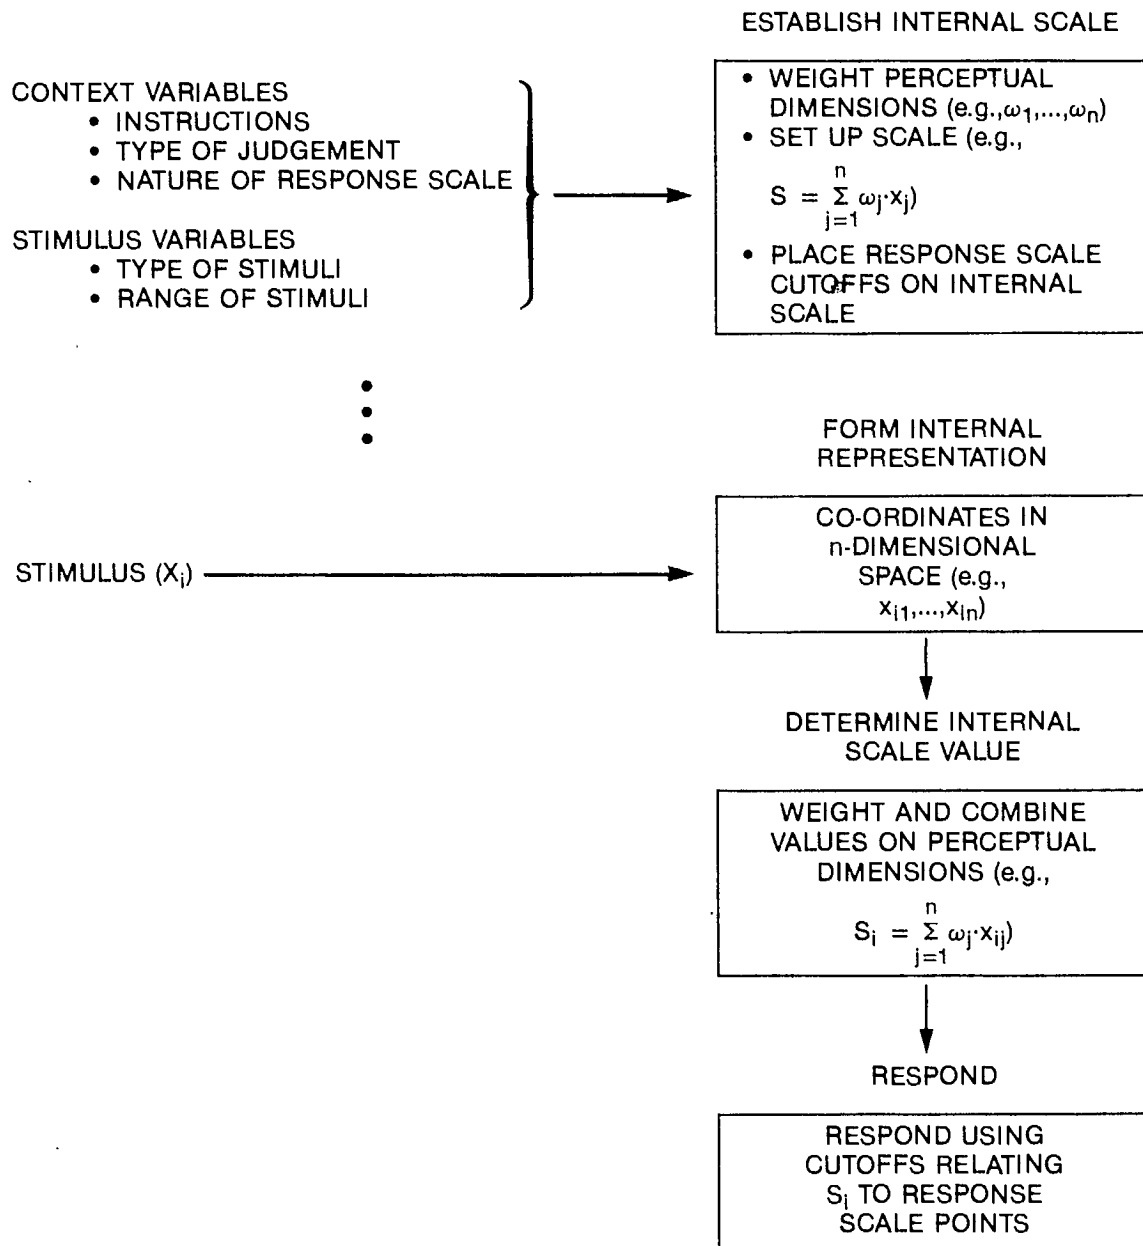 ESTABLISH INTERNAL SCALE
CONTEXT VARIABLES
• INSTRUCTIONS
• TYPE OF JUDGEMENT
• NATURE OF RESPONSE SCALE
STIMULUS VARIABLES
• TYPE OF STIMULI
• RANGE OF STIMULI
• WEIGHT PERCEPTUAL
DIMENSIONS (e.g.,ω₁,...,ωₙ)
• SET UP SCALE (e.g.,
n
S = Σ ωⱼ·xⱼ)
j=1
• PLACE RESPONSE SCALE
CUTOFFS ON INTERNAL
SCALE
FORM INTERNAL
REPRESENTATION
STIMULUS (Xᵢ)
CO-ORDINATES IN
n-DIMENSIONAL
SPACE (e.g.,
xᵢ₁,...,xᵢₙ)
DETERMINE INTERNAL
SCALE VALUE
WEIGHT AND COMBINE
VALUES ON PERCEPTUAL
DIMENSIONS (e.g.,
n
Sᵢ = Σ ωⱼ·xᵢⱼ)
j=1
RESPOND
RESPOND USING
CUTOFFS RELATING
Sᵢ TO RESPONSE
SCALE POINTS